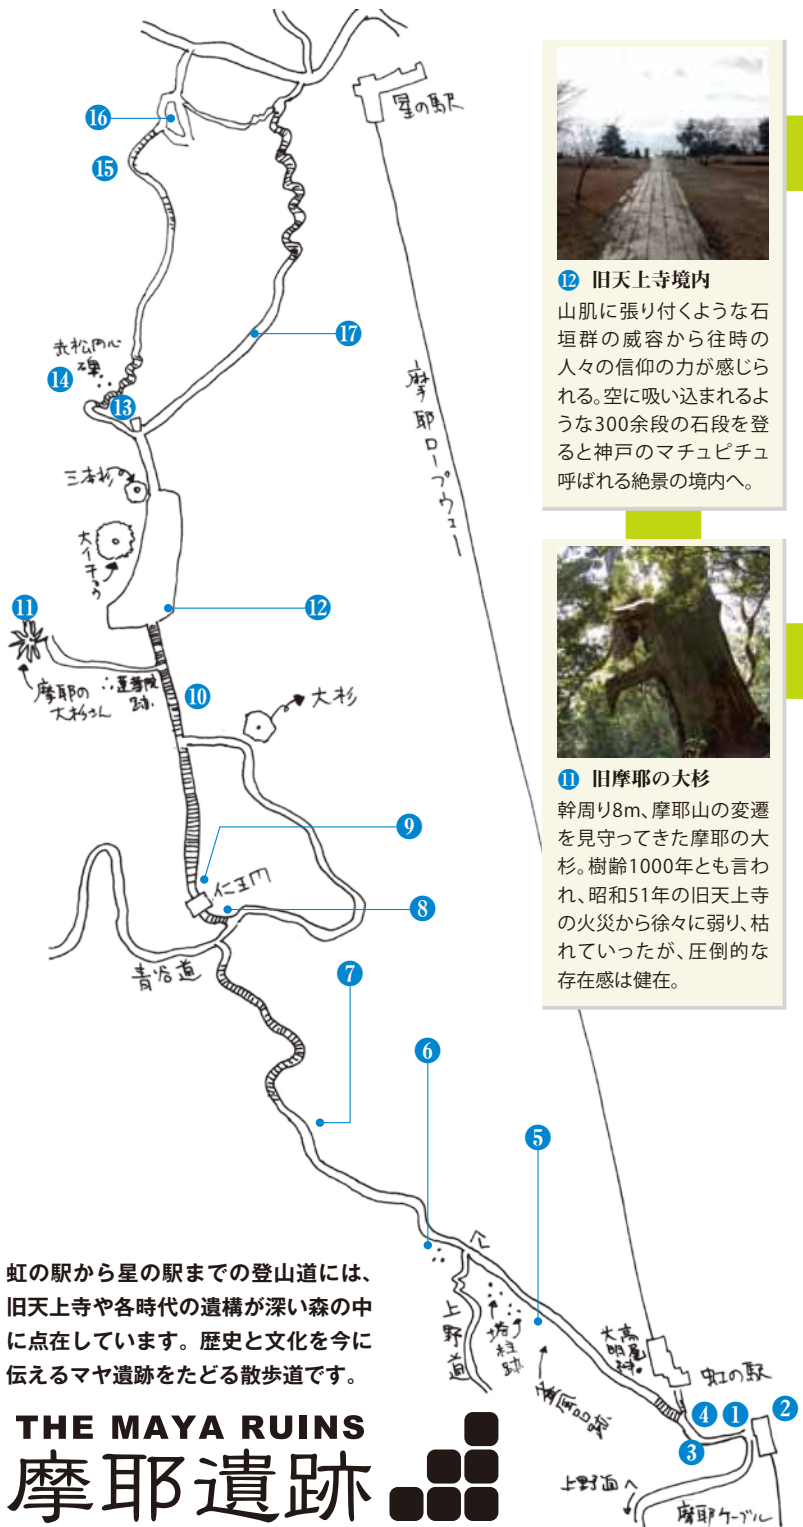 ⑯
星の駅
⑮
⑰
赤松円心
碑
⑭
⑬
摩耶ロープウェー
三本杉
大イチョウ
⑫
⑪
摩耶の
大杉さん
蓮華院
跡
⑩
大杉
⑨
仁王門
⑧
青谷道
⑦
⑥
⑤
上野道
塔柱跡
高尾
大明
跡
虹の駅
④
①
②
③
上野道へ
摩耶ケーブル
⑫ 旧天上寺境内
山肌に張り付くような石
垣群の威容から往時の
人々の信仰の力が感じら
れる。空に吸い込まれるよ
うな300余段の石段を登
ると神戸のマチュピチュ
呼ばれる絶景の境内へ。
⑪ 旧摩耶の大杉
幹周り8m、摩耶山の変遷
を見守ってきた摩耶の大
杉。樹齢1000年とも言わ
れ、昭和51年の旧天上寺
の火災から徐々に弱り、枯
れていったが、圧倒的な
存在感は健在。
虹の駅から星の駅までの登山道には、
旧天上寺や各時代の遺構が深い森の中
に点在しています。歴史と文化を今に
伝えるマヤ遺跡をたどる散歩道です。
THE MAYA RUINS
摩耶遺跡